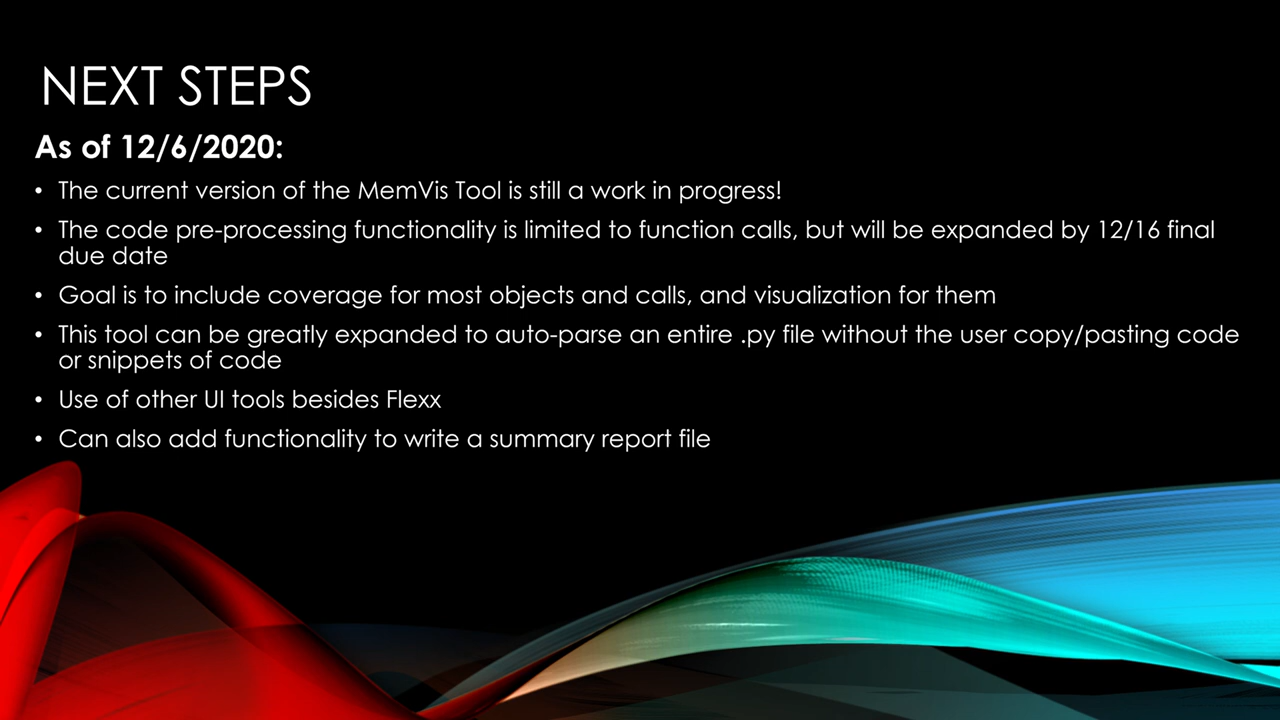 NEXT STEPS
As of 12/6/2020:
• The current version of the MemVis Tool is still a work in progress!
• The code pre-processing functionality is limited to function calls, but will be expanded by 12/16 final
due date
• Goal is to include coverage for most objects and calls, and visualization for them
• This tool can be greatly expanded to auto-parse an entire .py file without the user copy/pasting code
or snippets of code
• Use of other UI tools besides Flexx
• Can also add functionality to write a summary report file